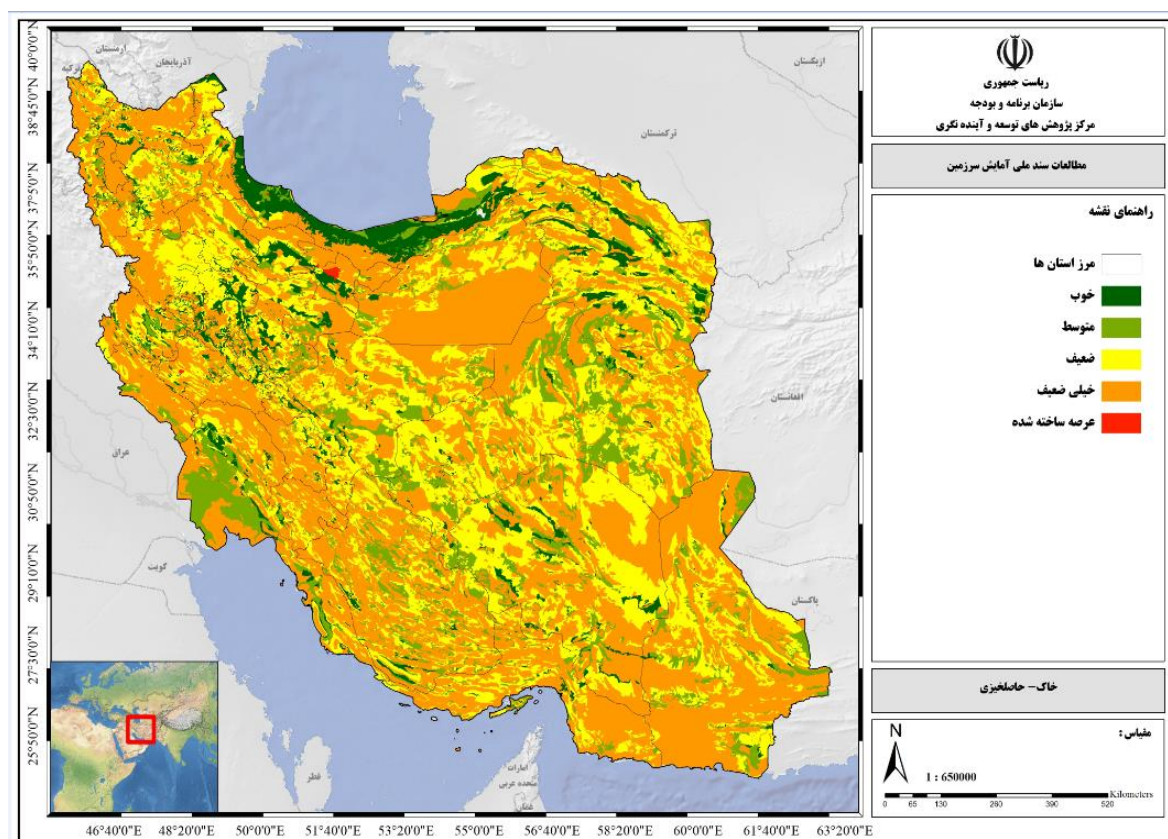 40°0'0"N
38°45'0"N
37°5'0"N
35°50'0"N
34°10'0"N
32°30'0"N
30°50'0"N
29°10'0"N
27°30'0"N
25°50'0"N
ارمنستان
ترکیه
آذربایجان
ازبکستان
ترکمنستان
افغانستان
عراق
کویت
پاکستان
قطر
امارات
متحده عربی
عمان
46°40'0"E 48°20'0"E 50°0'0"E 51°40'0"E 53°20'0"E 55°0'0"E 56°40'0"E 58°20'0"E 60°0'0"E 61°40'0"E 63°20'0"E
ریاست جمهوری
سازمان برنامه و بودجه
مرکز پژوهش های توسعه و آینده نگری
مطالعات سند ملی آمایش سرزمین
راهنمای نقشه
مرز استان ها
خوب
متوسط
ضعیف
خیلی ضعیف
عرصه ساخته شده
خاک- حاصلخیزی
مقیاس :
N
1 : 650000
Kilometers
0 65 130 260 390 520